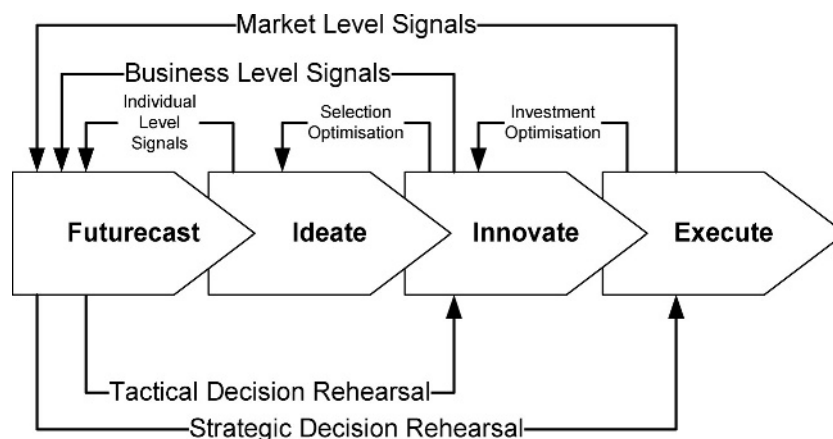 Market Level Signals
Business Level Signals
Individual
Level
Signals
Selection
Optimisation
Investment
Optimisation
Futurecast
Ideate
Innovate
Execute
Tactical Decision Rehearsal
Strategic Decision Rehearsal